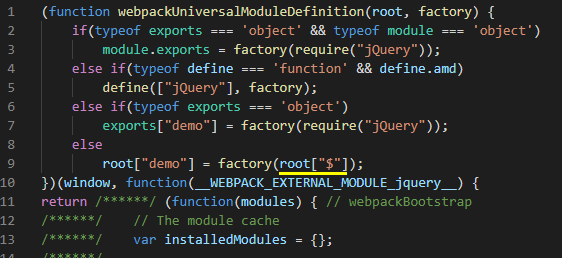 1 (function webpackUniversalModuleDefinition(root, factory) {
2 if(typeof exports === 'object' && typeof module === 'object')
3 module.exports = factory(require("jQuery"));
4 else if(typeof define === 'function' && define.amd)
5 define(["jQuery"], factory);
6 else if(typeof exports === 'object')
7 exports["demo"] = factory(require("jQuery"));
8 else
9 root["demo"] = factory(root["$"]);
10 })(window, function(__WEBPACK_EXTERNAL_MODULE_jquery__) {
11 return /******/ (function(modules) { // webpackBootstrap
12 /******/ // The module cache
13 /******/ var installedModules = {};